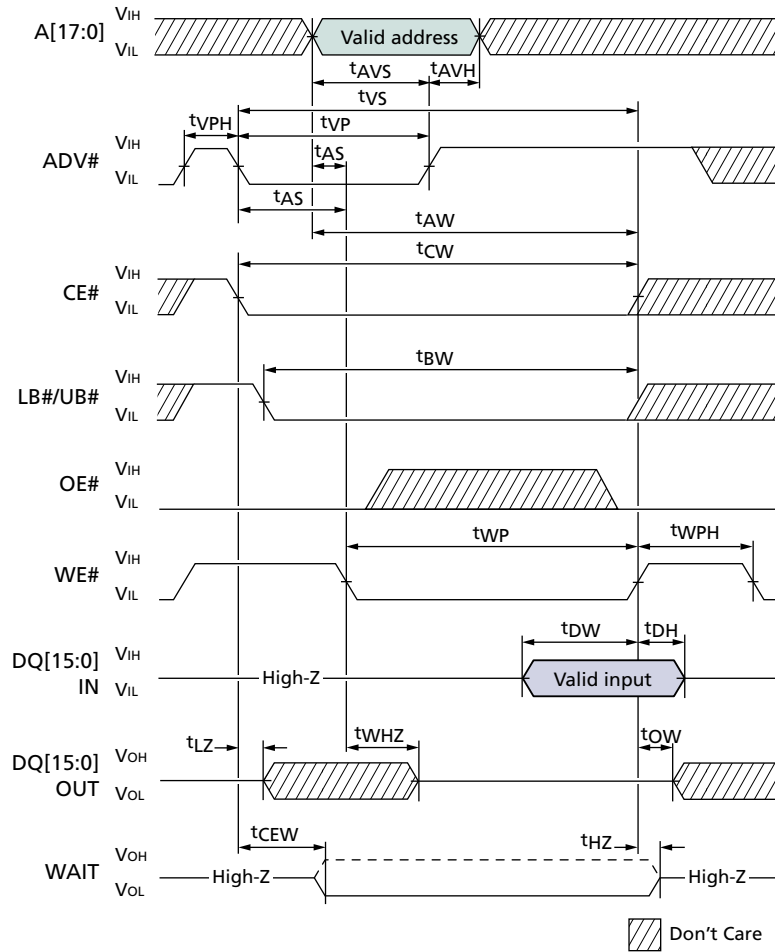 A[17:0]
VIH
VIL
Valid address
tAVS
tAVH
tVS
tVPH
tVP
ADV#
VIH
VIL
tAS
tAS
tAW
tCW
CE#
VIH
VIL
tBW
LB#/UB#
VIH
VIL
OE#
VIH
VIL
tWP
tWPH
WE#
VIH
VIL
tDW
tDH
DQ[15:0]
IN
VIH
VIL
High-Z
Valid input
tLZ
tWHZ
tOW
DQ[15:0]
OUT
VOH
VOL
tCEW
tHZ
WAIT
VOH
VOL
High-Z
High-Z
Don't Care